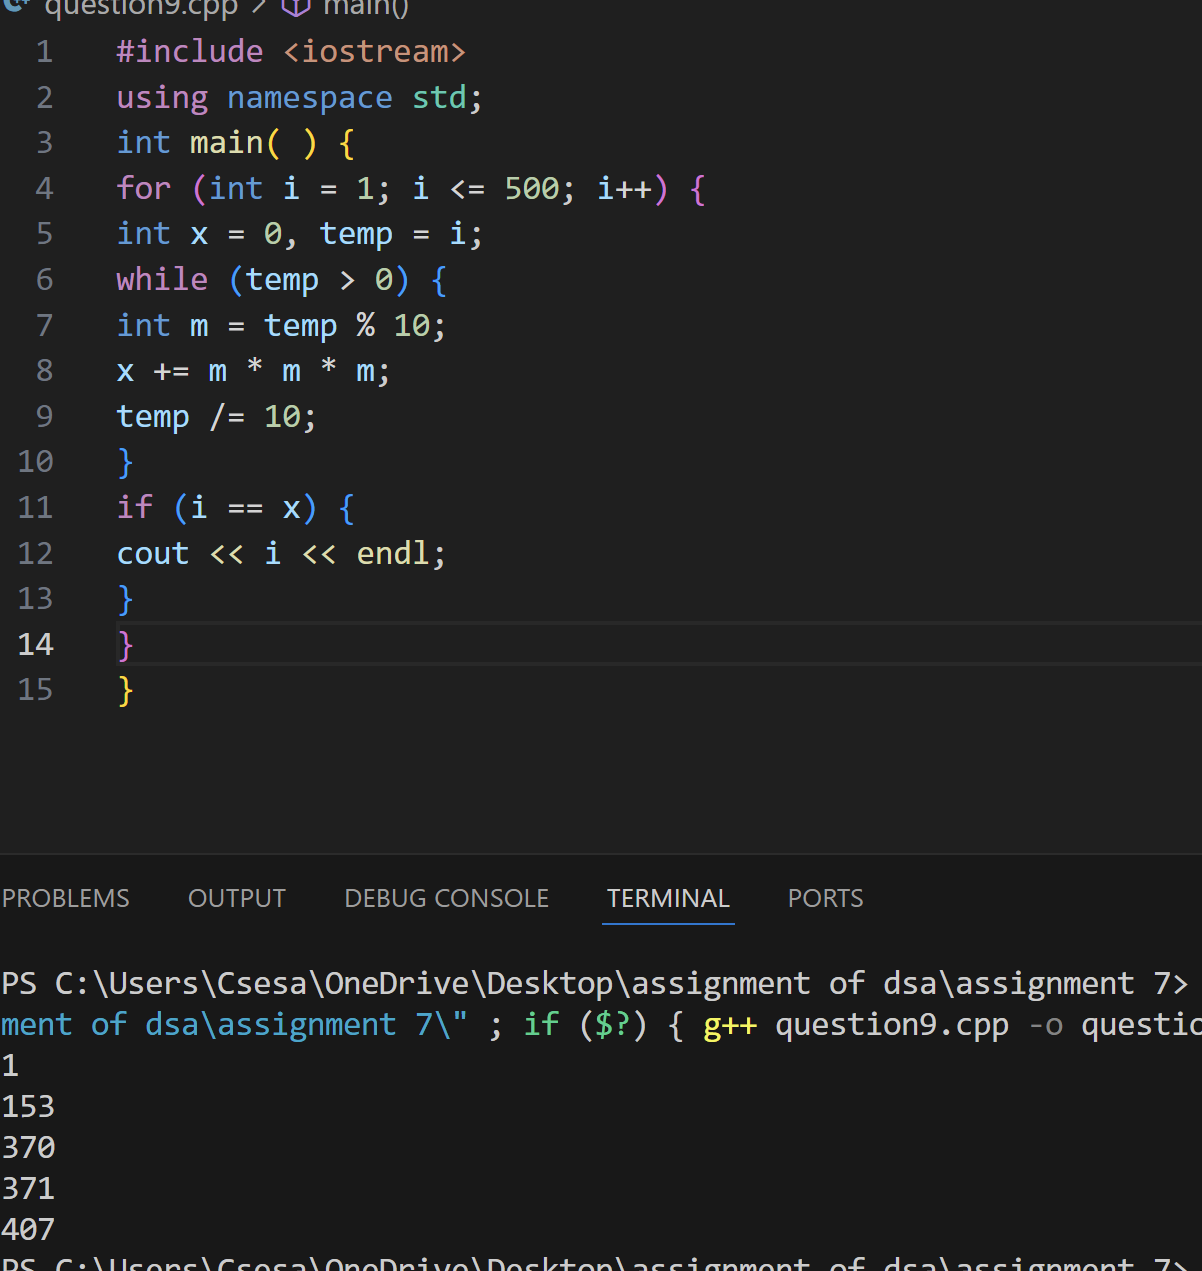 question9.cpp > main()
1 #include <iostream>
2 using namespace std;
3 int main( ) {
4 for (int i = 1; i <= 500; i++) {
5 int x = 0, temp = i;
6 while (temp > 0) {
7 int m = temp % 10;
8 x += m * m * m;
9 temp /= 10;
10 }
11 if (i == x) {
12 cout << i << endl;
13 }
14 }
15 }
PROBLEMS OUTPUT DEBUG CONSOLE TERMINAL PORTS
PS C:\Users\Csesa\OneDrive\Desktop\assignment of dsa\assignment 7>
ment of dsa\assignment 7\" ; if ($?) { g++ question9.cpp -o questio
1
153
370
371
407
PS C:\Users\Csesa\OneDrive\Desktop\assignment of dsa\assignment 7>